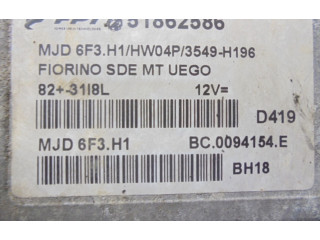 51862586
MJD 6F3.H1/HW04P/3549-H196
FIORINO SDE MT UEGO
82+-31I8L 12V=
D419
MJD 6F3.H1 BC.0094154.E
BH18